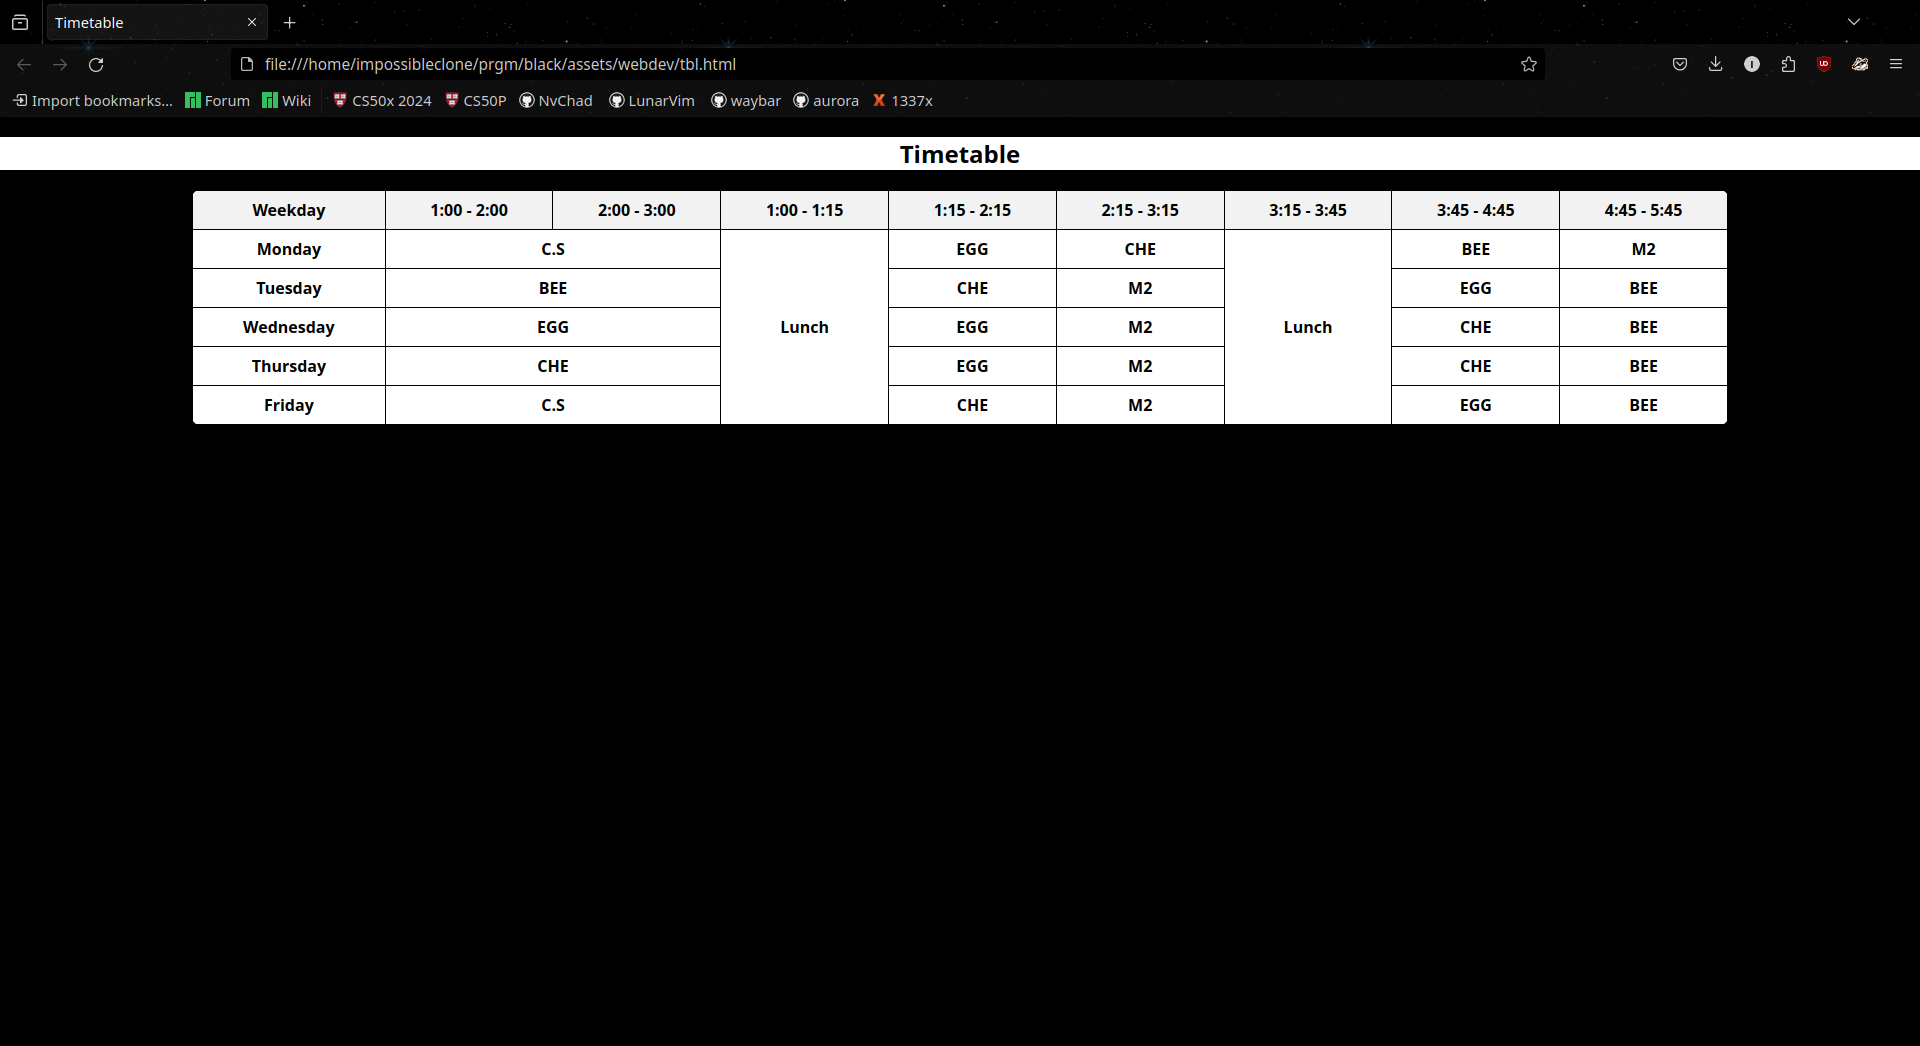 Timetable
file:///home/impossibleclone/prgm/black/assets/webdev/tbl.html
Import bookmarks... Forum Wiki CS50x 2024 CS50P NvChad LunarVim waybar aurora 1337x
Timetable
Weekday 1:00 - 2:00 2:00 - 3:00 1:00 - 1:15 1:15 - 2:15 2:15 - 3:15 3:15 - 3:45 3:45 - 4:45 4:45 - 5:45
Monday C.S EGG CHE BEE M2
Tuesday BEE CHE M2 EGG BEE
Wednesday EGG Lunch EGG M2 Lunch CHE BEE
Thursday CHE EGG M2 CHE BEE
Friday C.S CHE M2 EGG BEE